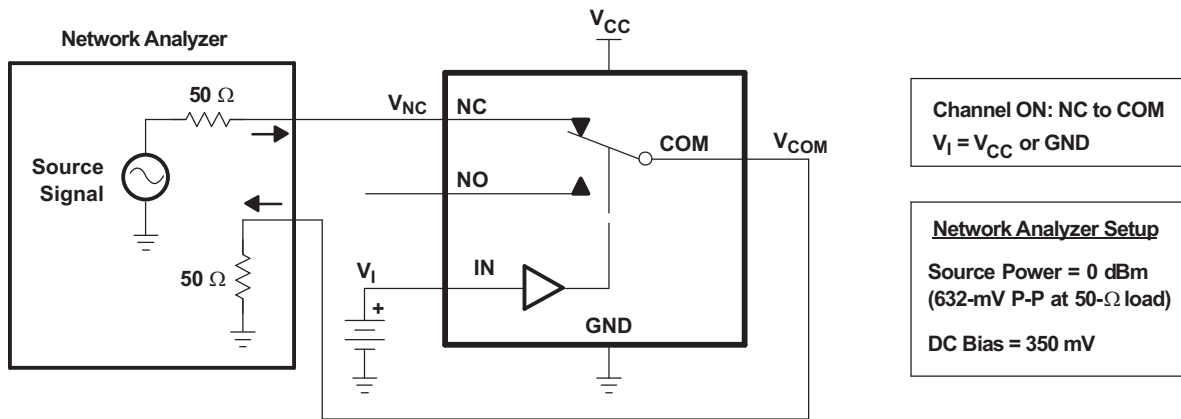 V_CC
Network Analyzer
50 Ω
V_NC
NC
COM
V_COM
Source
Signal
NO
50 Ω
V_I
IN
+
GND
Channel ON: NC to COM
V_I = V_CC or GND
Network Analyzer Setup
Source Power = 0 dBm
(632-mV P-P at 50-Ω load)
DC Bias = 350 mV